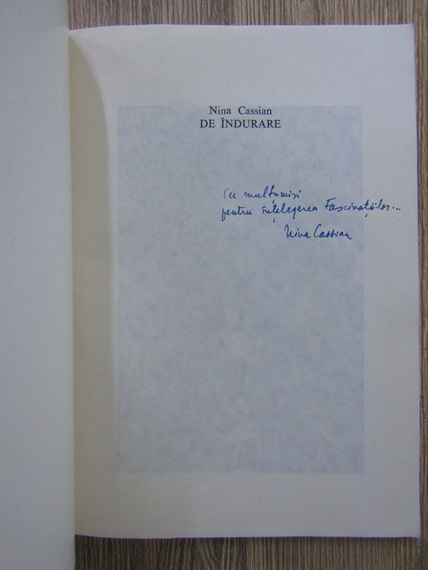 Nina Cassian
DE ÎNDURARE
Cu mulțumiri
pentru înțelegerea Fascinațiilor...
Nina Cassian